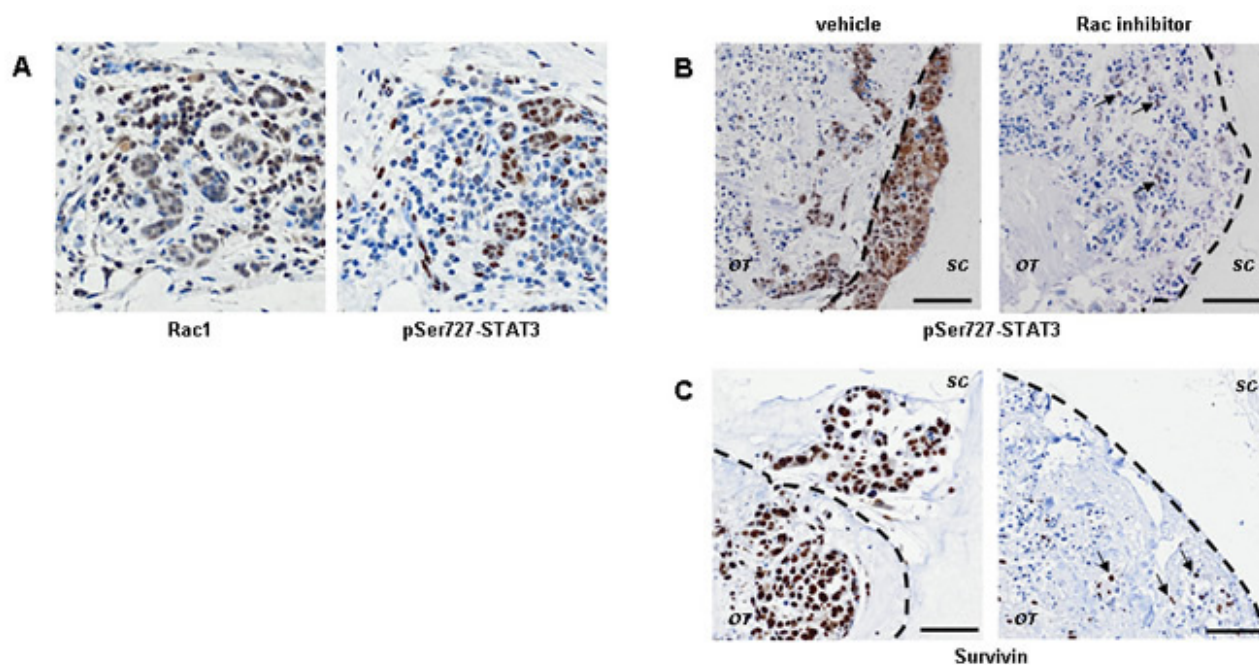 vehicle
Rac inhibitor
A
B
OT
SC
OT
SC
Rac1
pSer727-STAT3
pSer727-STAT3
C
SC
SC
OT
OT
Survivin